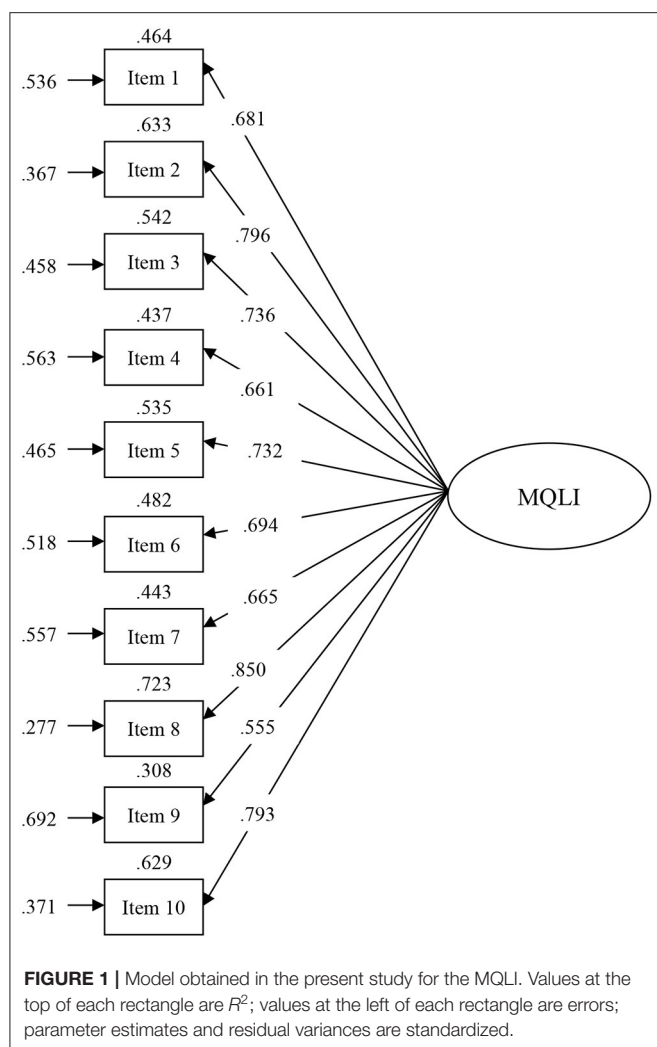 .464
.536 Item 1
.681
.633
.367 Item 2
.796
.542
.458 Item 3
.736
.437
.563 Item 4
.661
.535
.465 Item 5
.732
MQLI
.482
.518 Item 6
.694
.443
.557 Item 7
.665
.723
.277 Item 8
.850
.308
.692 Item 9
.555
.629
.371 Item 10
.793
FIGURE 1 | Model obtained in the present study for the MQLI. Values at the
top of each rectangle are R²; values at the left of each rectangle are errors;
parameter estimates and residual variances are standardized.